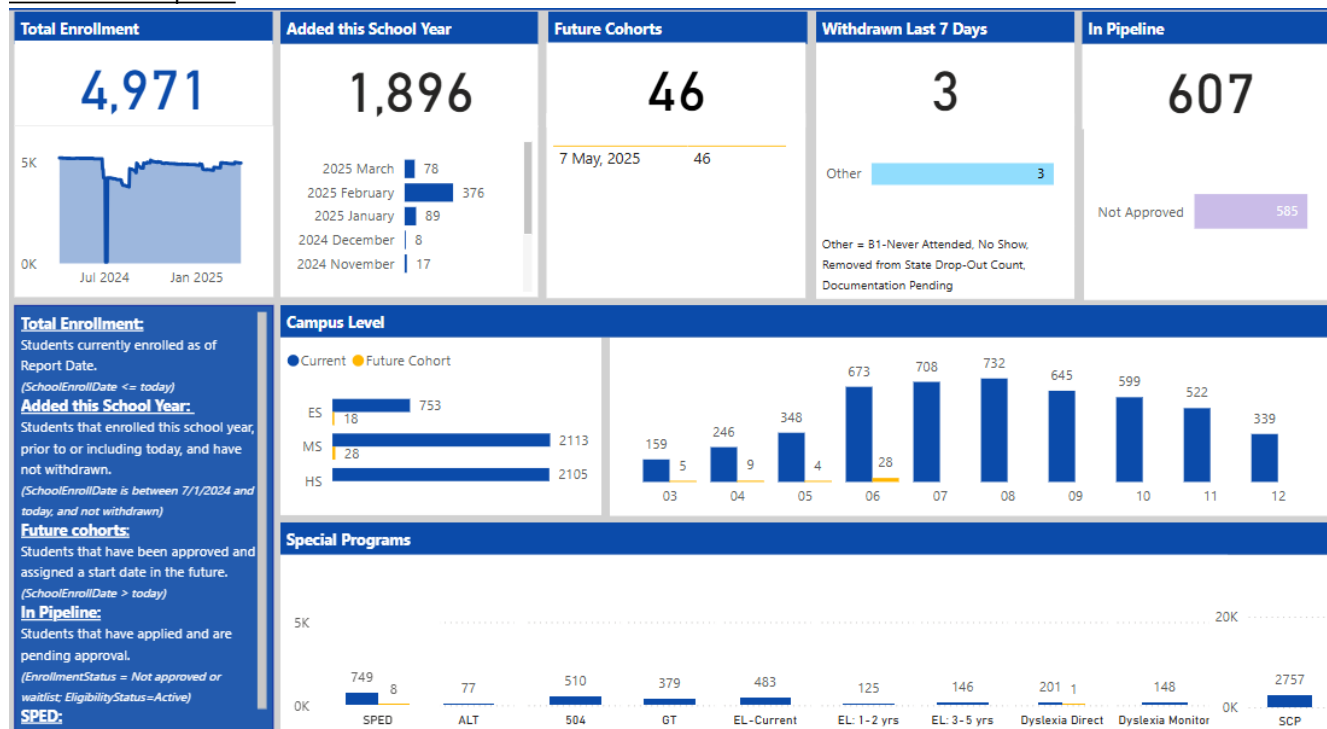 Total Enrollment
4,971
5K
0K
Jul 2024 Jan 2025
Added this School Year
1,896
2025 March 78
2025 February 376
2025 January 89
2024 December 8
2024 November 17
Future Cohorts
46
7 May, 2025 46
Withdrawn Last 7 Days
3
Other 3
Other = B1-Never Attended, No Show,
Removed from State Drop-Out Count,
Documentation Pending
In Pipeline
607
Not Approved 585
Total Enrollment:
Students currently enrolled as of
Report Date.
(SchoolEnrollDate <= today)
Added this School Year:
Students that enrolled this school year,
prior to or including today, and have
not withdrawn.
(SchoolEnrollDate is between 7/1/2024 and
today, and not withdrawn)
Future cohorts:
Students that have been approved and
assigned a start date in the future.
(SchoolEnrollDate > today)
In Pipeline:
Students that have applied and are
pending approval.
(EnrollmentStatus = Not approved or
waitlist; EligibilityStatus=Active)
SPED:
Campus Level
Current Future Cohort
ES 753
18
MS 2113
28
HS 2105
159 5 246 9 348 4 673 28 708 732 645 599 522 339
03 04 05 06 07 08 09 10 11 12
Special Programs
5K
20K
749 8 77 510 379 483 125 146 201 1 148 2757
0K
0K
SPED ALT 504 GT EL-Current EL: 1-2 yrs EL: 3-5 yrs Dyslexia Direct Dyslexia Monitor SCP